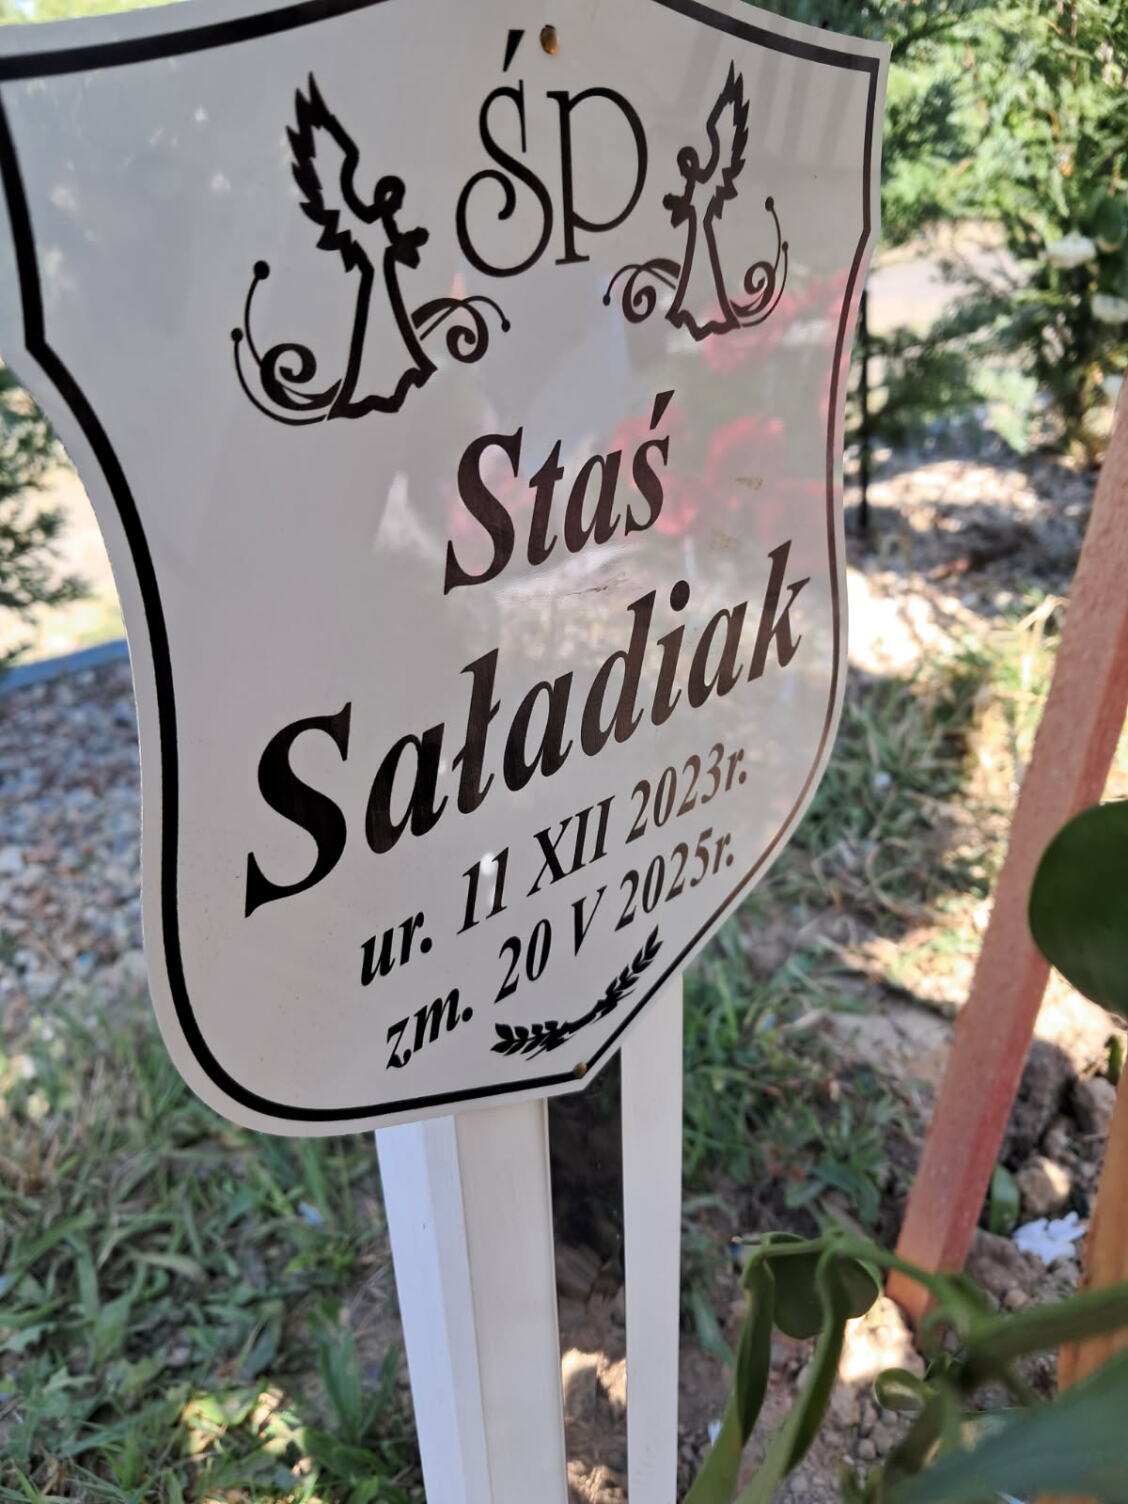 śp
Staś
Saładiak
ur. 11 XII 2023r.
zm. 20 V 2025r.